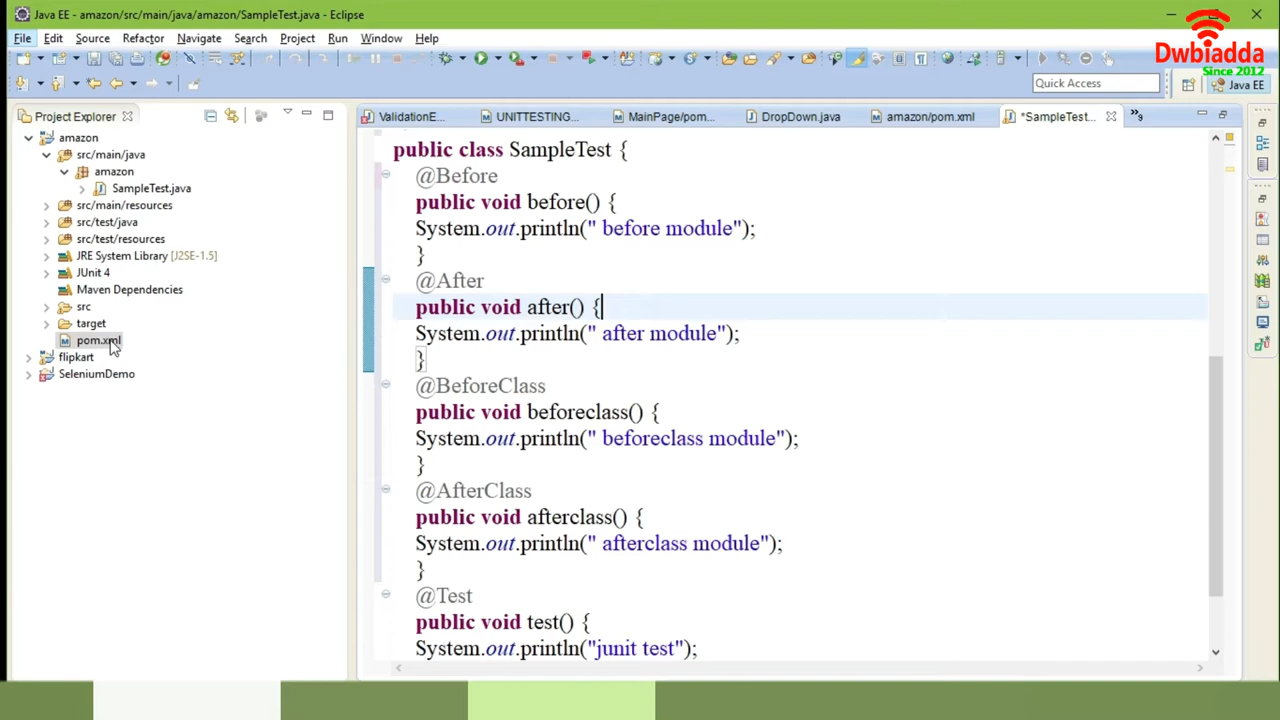 Java EE - amazon/src/main/java/amazon/SampleTest.java - Eclipse
Dwbiadda
Since 2012
File Edit Source Refactor Navigate Search Project Run Window Help
Quick Access
Java EE
Project Explorer
ValidationE...
UNITTESTING...
MainPage/pom...
DropDown.java
amazon/pom.xml
*SampleTest...
»9
amazon
src/main/java
amazon
SampleTest.java
src/main/resources
src/test/java
src/test/resources
JRE System Library [J2SE-1.5]
JUnit 4
Maven Dependencies
src
target
pom.xml
flipkart
SeleniumDemo
public class SampleTest {
@Before
public void before() {
System.out.println(" before module");
}
@After
public void after() {
System.out.println(" after module");
}
@BeforeClass
public void beforeclass() {
System.out.println(" beforeclass module");
}
@AfterClass
public void afterclass() {
System.out.println(" afterclass module");
}
@Test
public void test() {
System.out.println("junit test");